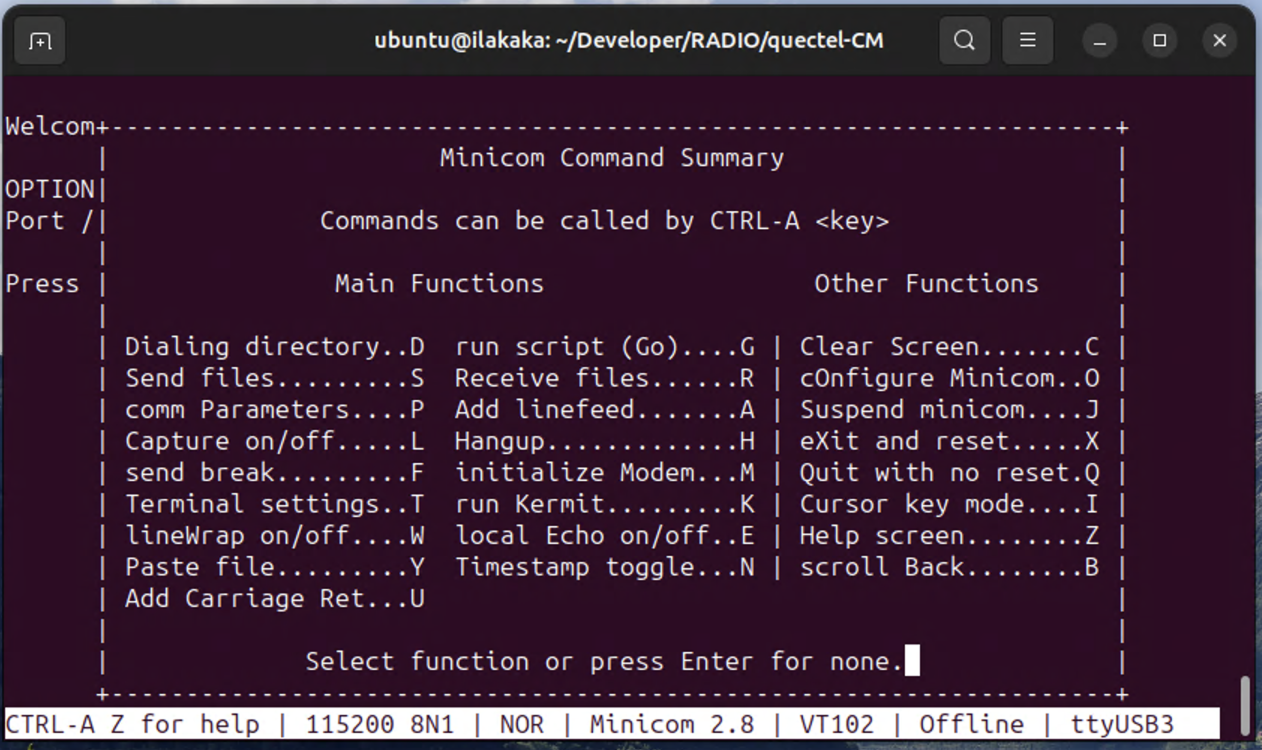 ubuntu@ilakaka: ~/Developer/RADIO/quectel-CM
Welcom+-------------------------------------------------------------------+
| Minicom Command Summary |
OPTION| |
Port /| Commands can be called by CTRL-A <key> |
| |
Press | Main Functions Other Functions |
| |
| Dialing directory..D run script (Go)....G | Clear Screen.......C |
| Send files.........S Receive files......R | cOnfigure Minicom..O |
| comm Parameters....P Add linefeed.......A | Suspend minicom....J |
| Capture on/off.....L Hangup.............H | eXit and reset.....X |
| send break.........F initialize Modem...M | Quit with no reset.Q |
| Terminal settings..T run Kermit.........K | Cursor key mode....I |
| lineWrap on/off....W local Echo on/off..E | Help screen........Z |
| Paste file.........Y Timestamp toggle...N | scroll Back........B |
| Add Carriage Ret...U |
| |
| Select function or press Enter for none. |
+-------------------------------------------------------------------+
CTRL-A Z for help | 115200 8N1 | NOR | Minicom 2.8 | VT102 | Offline | ttyUSB3